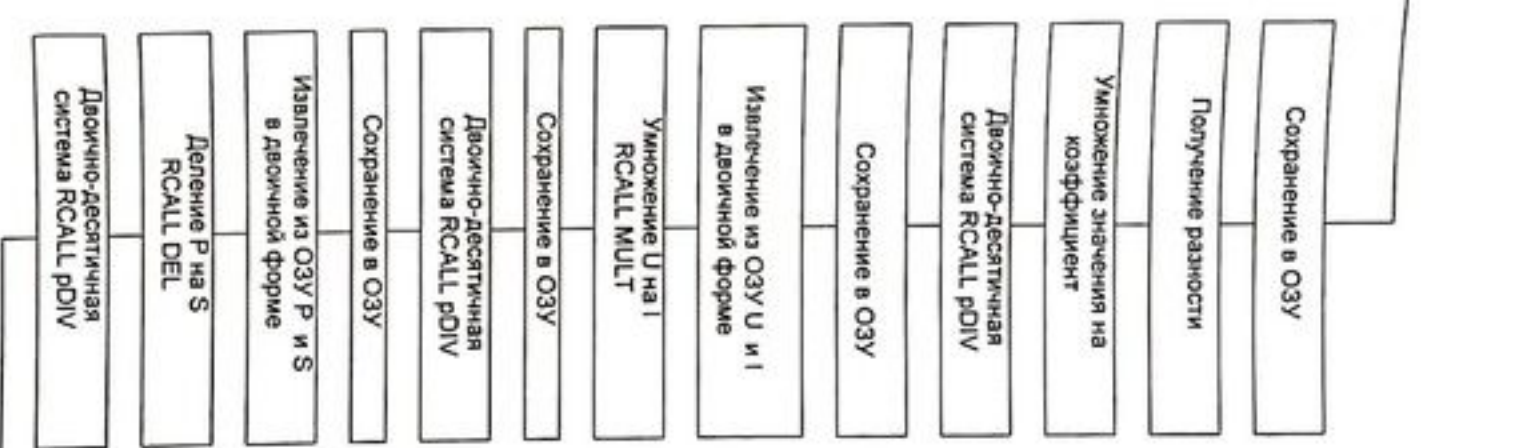 Сохранение в ОЗУ
Получение разности
Умножение значения на
коэффициент
Двоично-десятичная
система RCALL pDIV
Сохранение в ОЗУ
Извлечение из ОЗУ U и I
в двоичной форме
Умножение U на I
RCALL MULT
Сохранение в ОЗУ
Двоично-десятичная
система RCALL pDIV
Сохранение в ОЗУ
Извлечение из ОЗУ P и S
в двоичной форме
Деление P на S
RCALL DEL
Двоично-десятичная
система RCALL pDIV